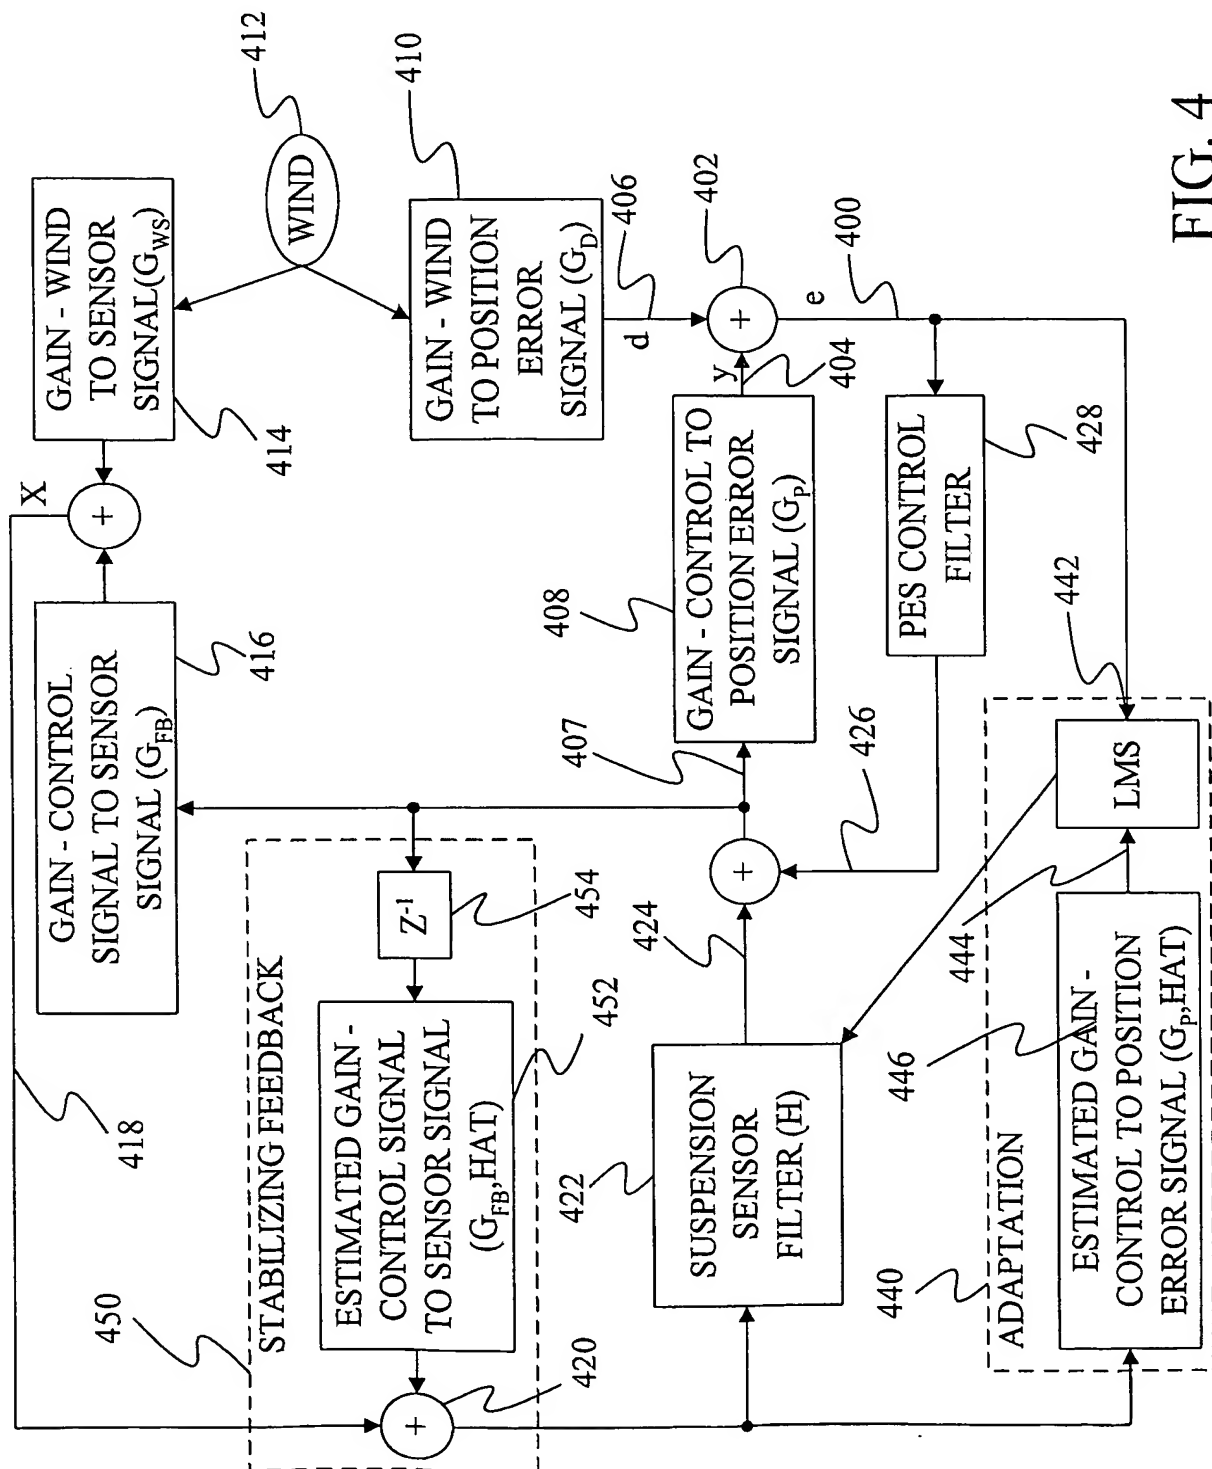 412
GAIN - WIND
TO SENSOR
SIGNAL(G_WS)
WIND
410
GAIN - WIND
TO POSITION
ERROR
SIGNAL (G_D)
414
X
+
406
d
402
+
e
400
y
404
GAIN - CONTROL
SIGNAL TO SENSOR
SIGNAL (G_FB)
416
408
GAIN - CONTROL TO
POSITION ERROR
SIGNAL (G_P)
428
PES CONTROL
FILTER
407
426
442
418
STABILIZING FEEDBACK
450
Z-1
454
+
424
LMS
444
ESTIMATED GAIN -
CONTROL SIGNAL
TO SENSOR SIGNAL
(G_FB,HAT)
452
422
SUSPENSION
SENSOR
FILTER (H)
446
440
ADAPTATION
ESTIMATED GAIN -
CONTROL TO POSITION
ERROR SIGNAL (G_P,HAT)
+
420
FIG. 4